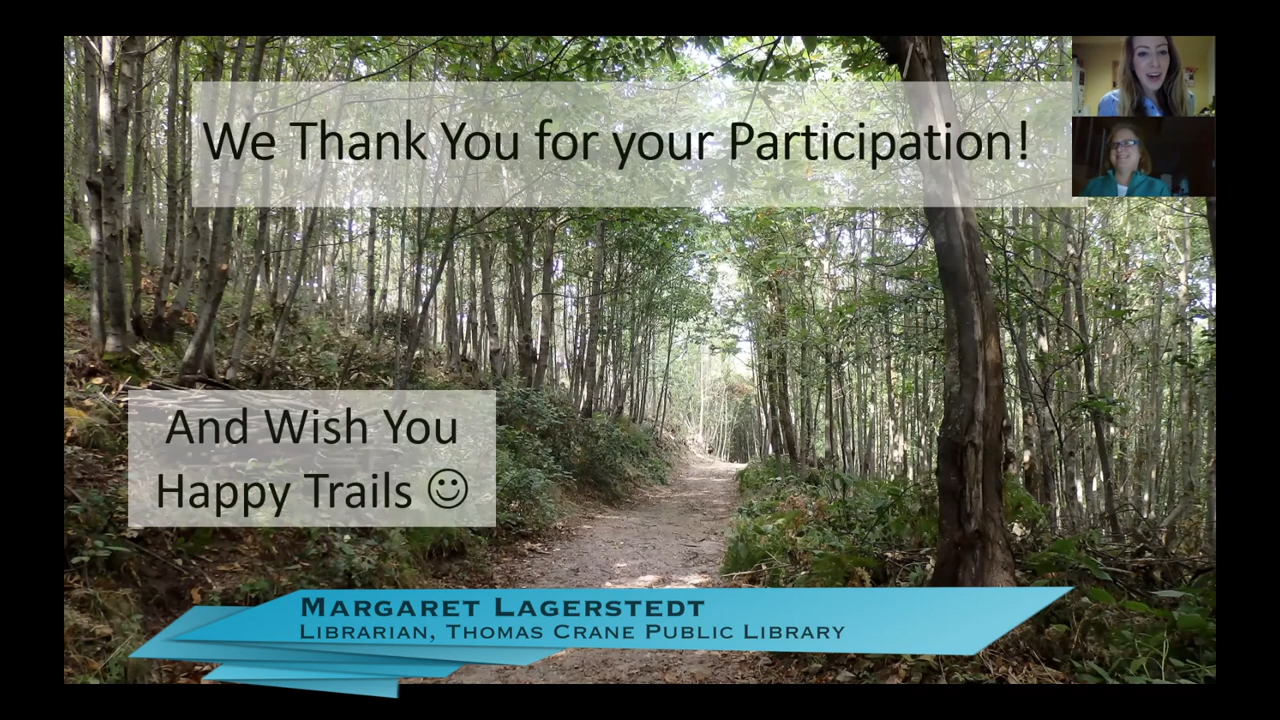 We Thank You for your Participation!
And Wish You
Happy Trails ☺
MARGARET LAGERSTEDT
LIBRARIAN, THOMAS CRANE PUBLIC LIBRARY